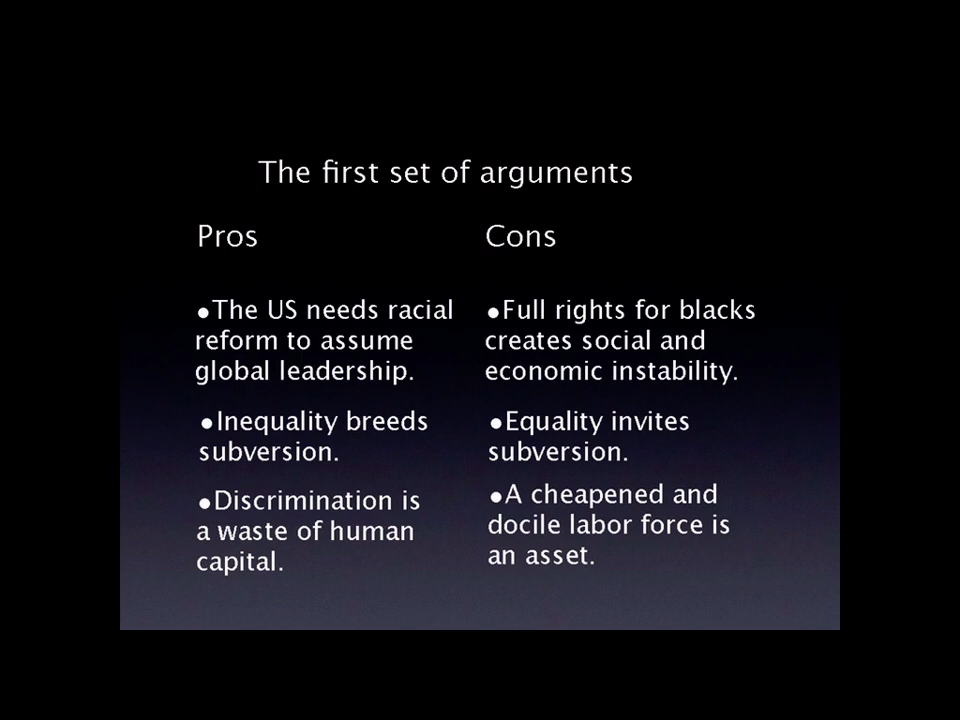 The first set of arguments
Pros
Cons
•The US needs racial
reform to assume
global leadership.
•Inequality breeds
subversion.
•Discrimination is
a waste of human
capital.
•Full rights for blacks
creates social and
economic instability.
•Equality invites
subversion.
•A cheapened and
docile labor force is
an asset.